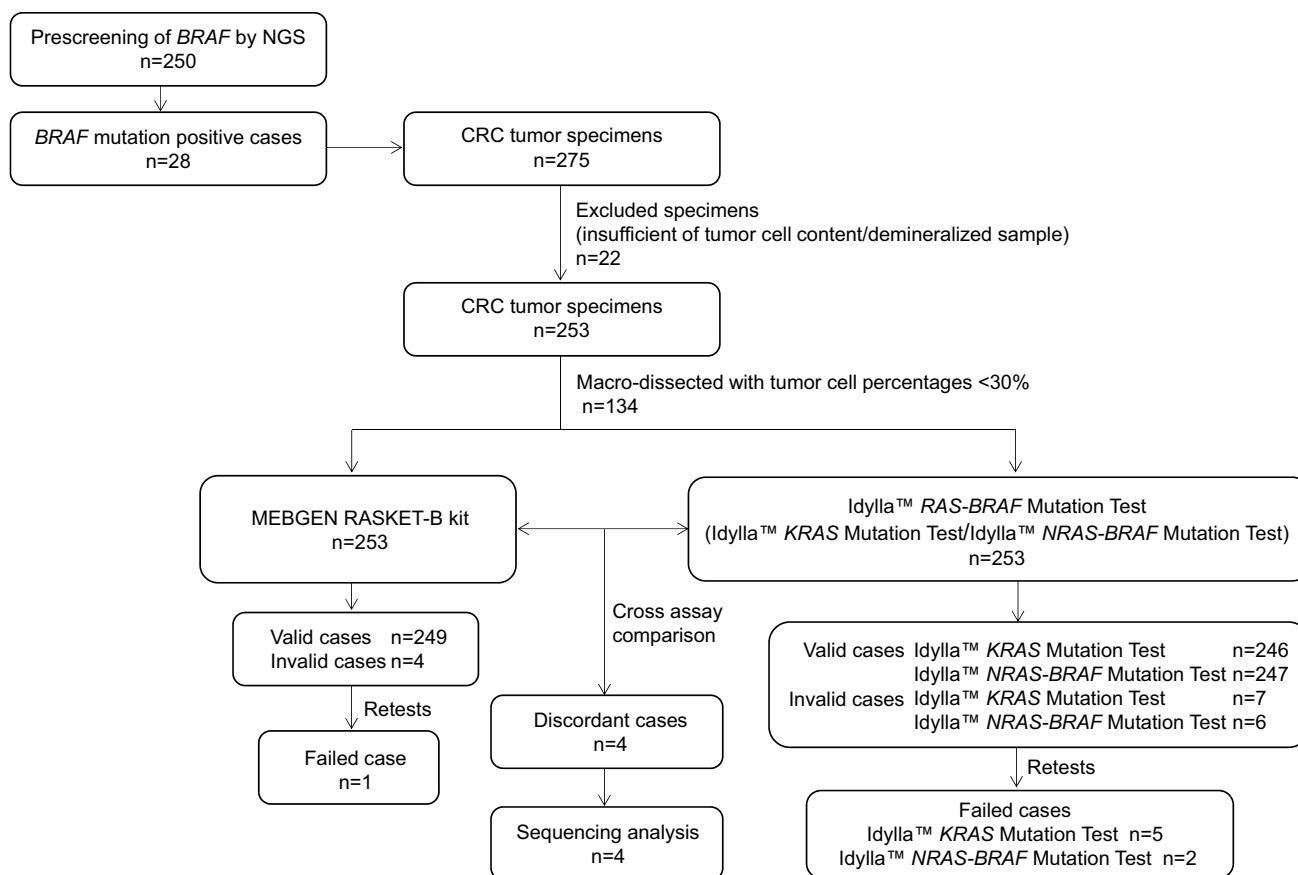 Prescreening of BRAF by NGS
n=250
BRAF mutation positive cases
n=28
CRC tumor specimens
n=275
Excluded specimens
(insufficient of tumor cell content/demineralized sample)
n=22
CRC tumor specimens
n=253
Macro-dissected with tumor cell percentages <30%
n=134
MEBGEN RASKET-B kit
n=253
Idylla™ RAS-BRAF Mutation Test
(Idylla™ KRAS Mutation Test/Idylla™ NRAS-BRAF Mutation Test)
n=253
Cross assay
comparison
Valid cases n=249
Invalid cases n=4
Retests
Failed case
n=1
Discordant cases
n=4
Sequencing analysis
n=4
Valid cases Idylla™ KRAS Mutation Test n=246
Idylla™ NRAS-BRAF Mutation Test n=247
Invalid cases Idylla™ KRAS Mutation Test n=7
Idylla™ NRAS-BRAF Mutation Test n=6
Retests
Failed cases
Idylla™ KRAS Mutation Test n=5
Idylla™ NRAS-BRAF Mutation Test n=2